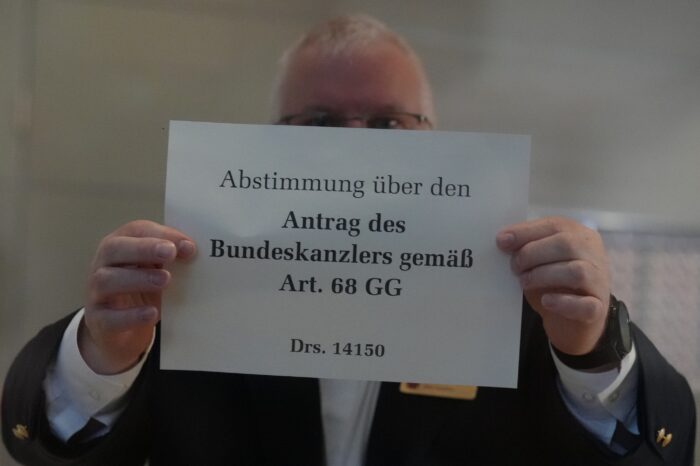 Abstimmung über den
Antrag des
Bundeskanzlers gemäß
Art. 68 GG
Drs. 14150